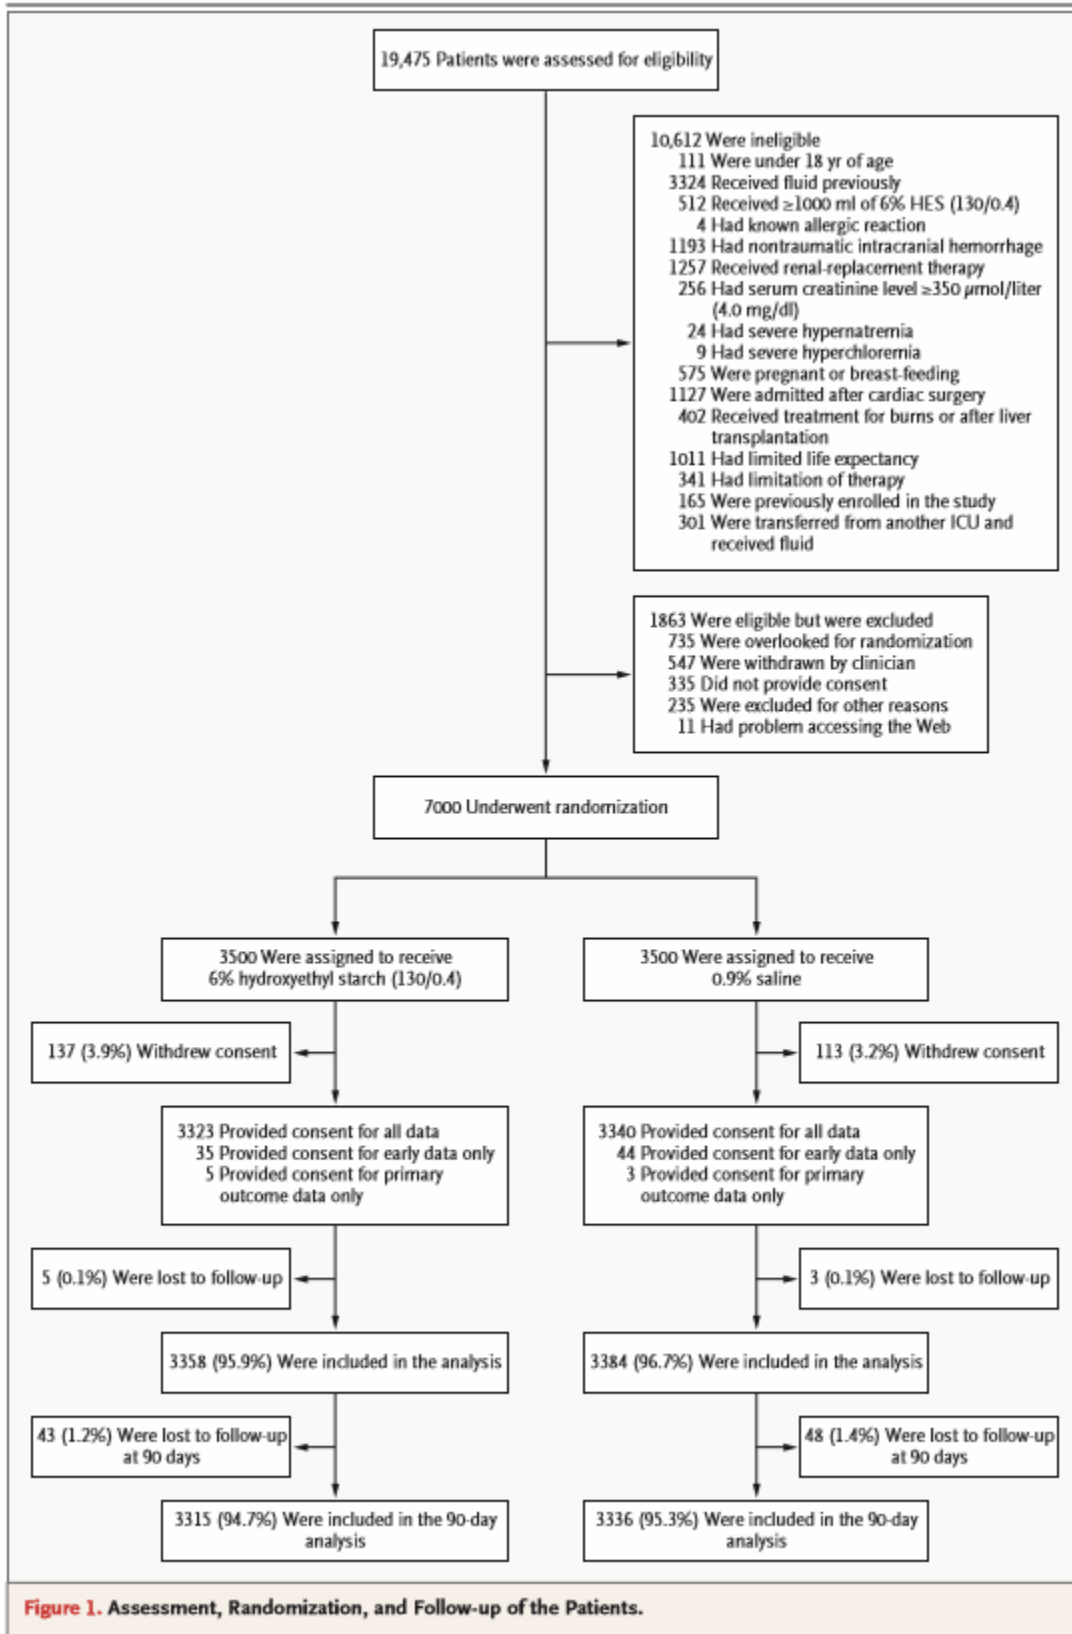 19,475 Patients were assessed for eligibility
10,612 Were ineligible
111 Were under 18 yr of age
3324 Received fluid previously
512 Received ≥1000 ml of 6% HES (130/0.4)
4 Had known allergic reaction
1193 Had nontraumatic intracranial hemorrhage
1257 Received renal-replacement therapy
256 Had serum creatinine level ≥350 µmol/liter
(4.0 mg/dl)
24 Had severe hypernatremia
9 Had severe hyperchloremia
575 Were pregnant or breast-feeding
1127 Were admitted after cardiac surgery
402 Received treatment for burns or after liver
transplantation
1011 Had limited life expectancy
341 Had limitation of therapy
165 Were previously enrolled in the study
301 Were transferred from another ICU and
received fluid
1863 Were eligible but were excluded
735 Were overlooked for randomization
547 Were withdrawn by clinician
335 Did not provide consent
235 Were excluded for other reasons
11 Had problem accessing the Web
7000 Underwent randomization
3500 Were assigned to receive
6% hydroxyethyl starch (130/0.4)
3500 Were assigned to receive
0.9% saline
137 (3.9%) Withdrew consent
113 (3.2%) Withdrew consent
3323 Provided consent for all data
35 Provided consent for early data only
5 Provided consent for primary
outcome data only
3340 Provided consent for all data
44 Provided consent for early data only
3 Provided consent for primary
outcome data only
5 (0.1%) Were lost to follow-up
3 (0.1%) Were lost to follow-up
3358 (95.9%) Were included in the analysis
3384 (96.7%) Were included in the analysis
43 (1.2%) Were lost to follow-up
at 90 days
48 (1.4%) Were lost to follow-up
at 90 days
3315 (94.7%) Were included in the 90-day
analysis
3336 (95.3%) Were included in the 90-day
analysis
Figure 1. Assessment, Randomization, and Follow-up of the Patients.